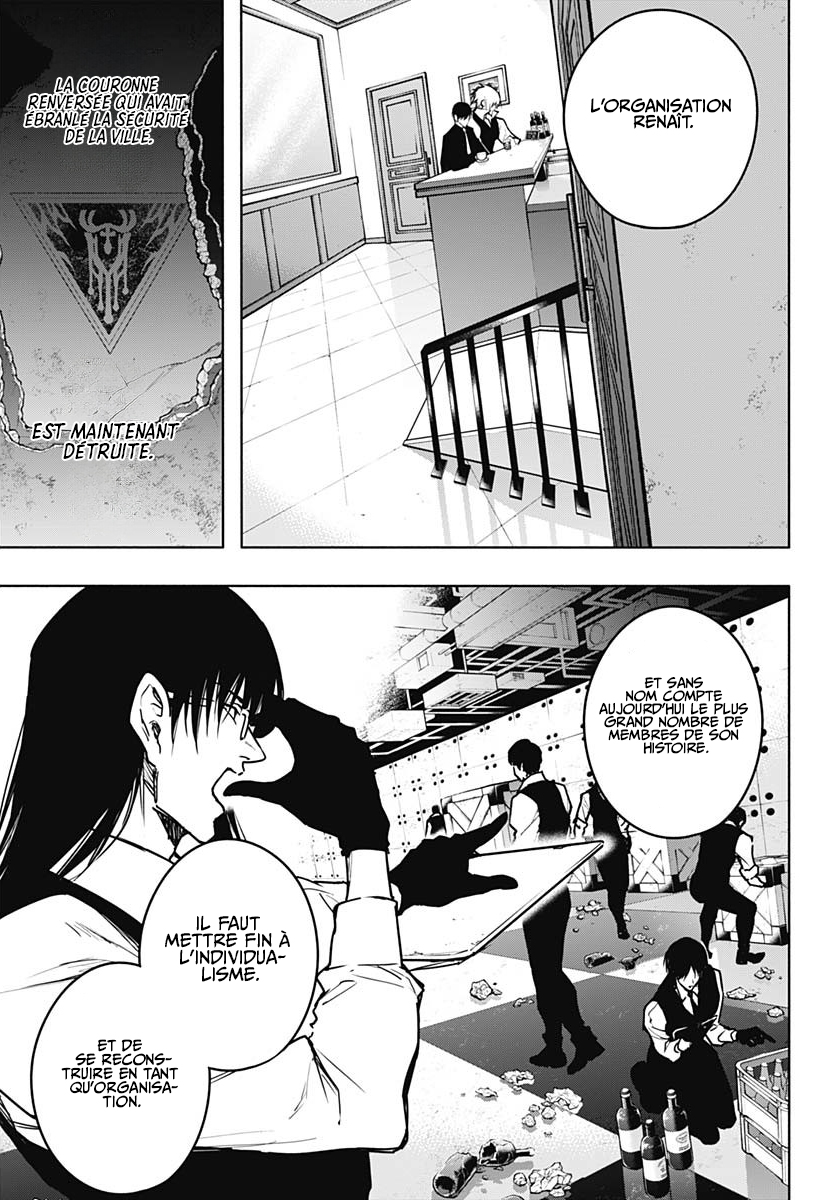 L'ORGANISATION
RENAÎT.
LA COURONNE
RENVERSÉE QUI AVAIT
ÉBRANLÉ LA SÉCURITÉ
DE LA VILLE.
EST MAINTENANT
DÉTRUITE.
ET SANS
NOM COMPTE
AUJOURD'HUI LE PLUS
GRAND NOMBRE DE
MEMBRES DE SON
HISTOIRE.
IL FAUT
METTRE FIN À
L'INDIVIDUA-
LISME.
ET DE
SE RECONS-
TRUIRE EN TANT
QU'ORGANISA-
TION.